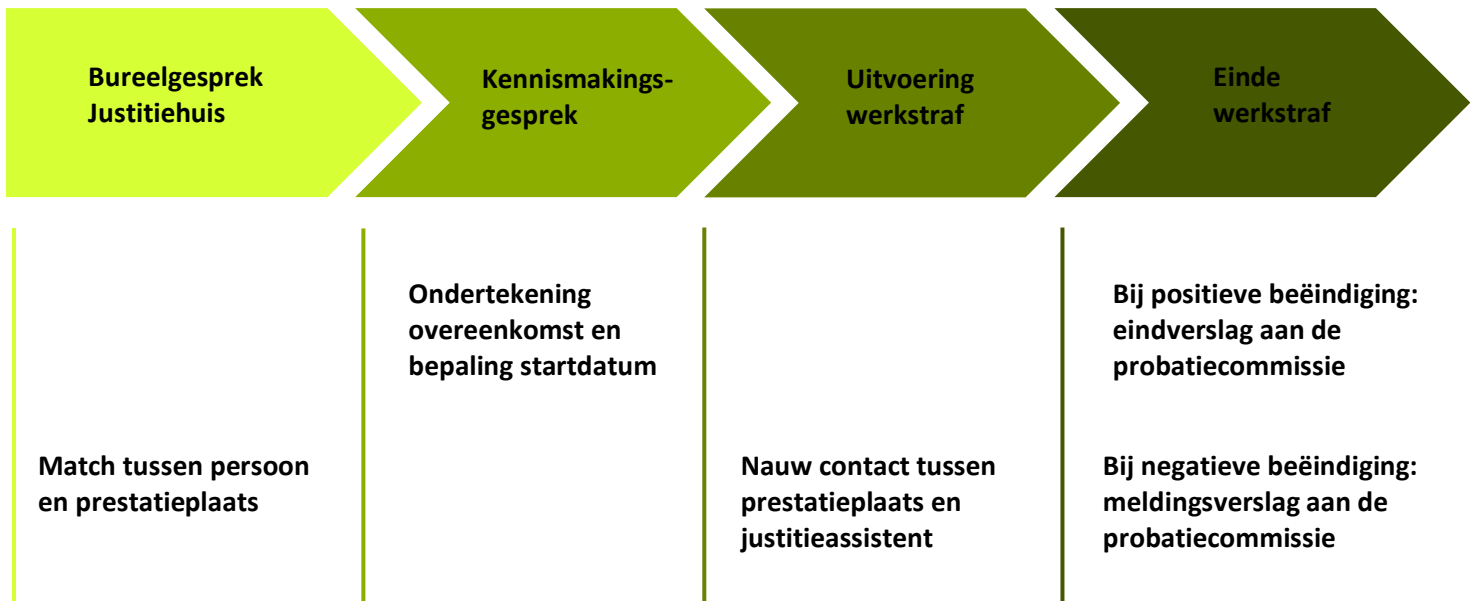 Bureelgesprek
Justitiehuis
Kennismakings-
gesprek
Uitvoering
werkstraf
Einde
werkstraf
Match tussen persoon
en prestatieplaats
Ondertekening
overeenkomst en
bepaling startdatum
Nauw contact tussen
prestatieplaats en
justitieassistent
Bij positieve beëindiging:
eindverslag aan de
probatiecommissie
Bij negatieve beëindiging:
meldingsverslag aan de
probatiecommissie